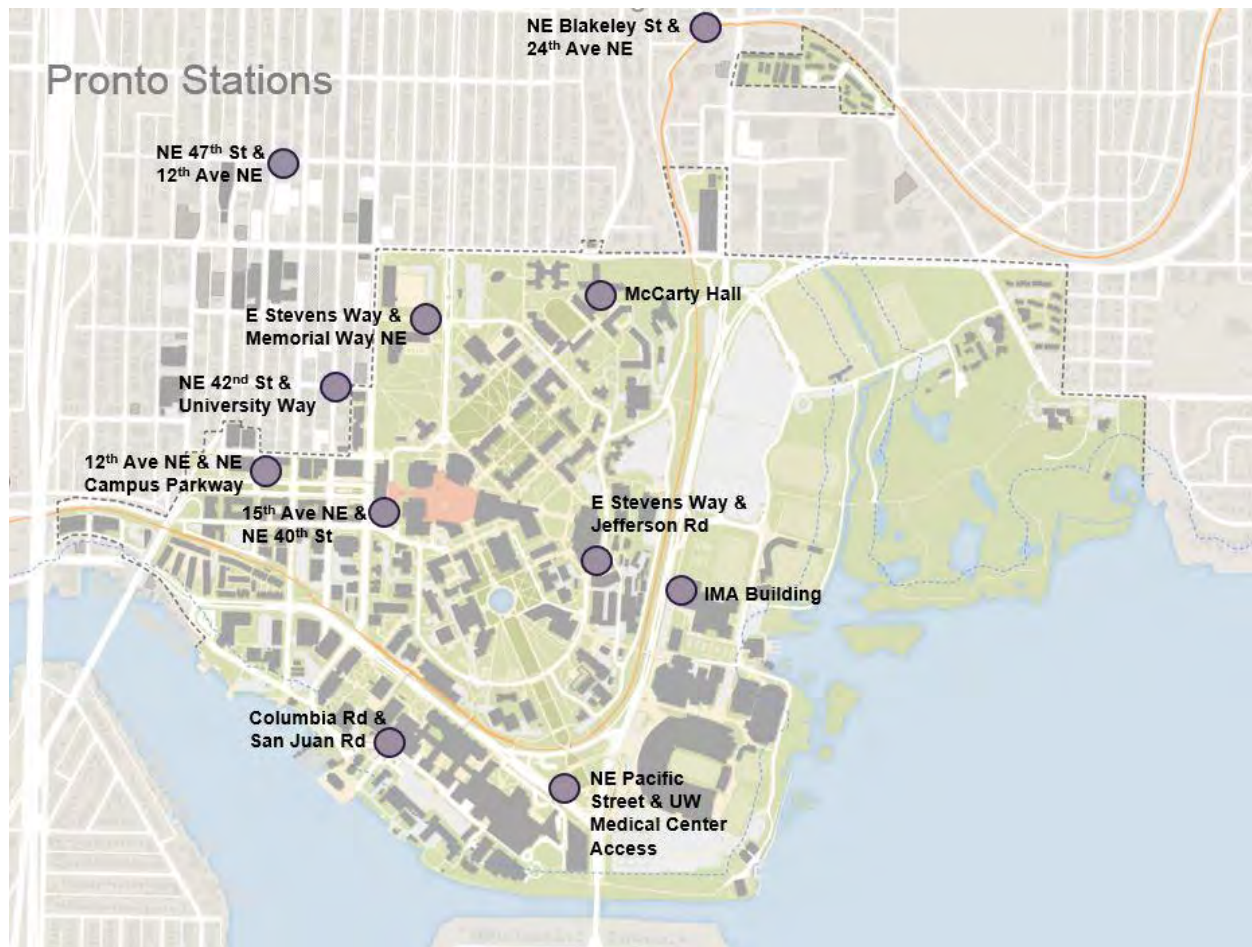 NE Blakeley St &
24th Ave NE
Pronto Stations
NE 47th St &
12th Ave NE
McCarty Hall
E Stevens Way &
Memorial Way NE
NE 42nd St &
University Way
12th Ave NE & NE
Campus Parkway
15th Ave NE &
NE 40th St
E Stevens Way &
Jefferson Rd
IMA Building
Columbia Rd &
San Juan Rd
NE Pacific
Street & UW
Medical Center
Access